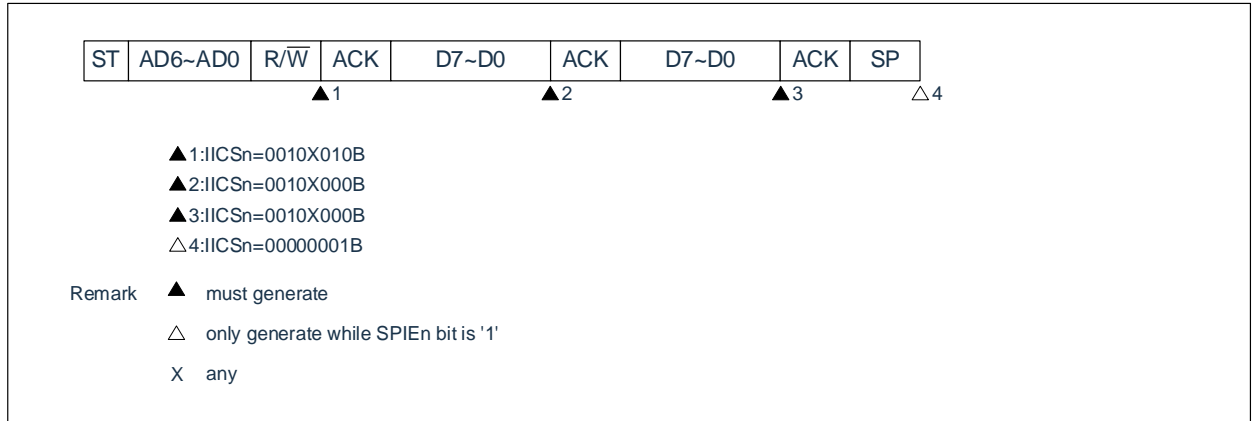 ST AD6~AD0 R/W̅ ACK D7~D0 ACK D7~D0 ACK SP
▲1 ▲2 ▲3 △4
▲1:IICSn=0010X010B
▲2:IICSn=0010X000B
▲3:IICSn=0010X000B
△4:IICSn=00000001B
Remark ▲ must generate
△ only generate while SPIEn bit is '1'
X any